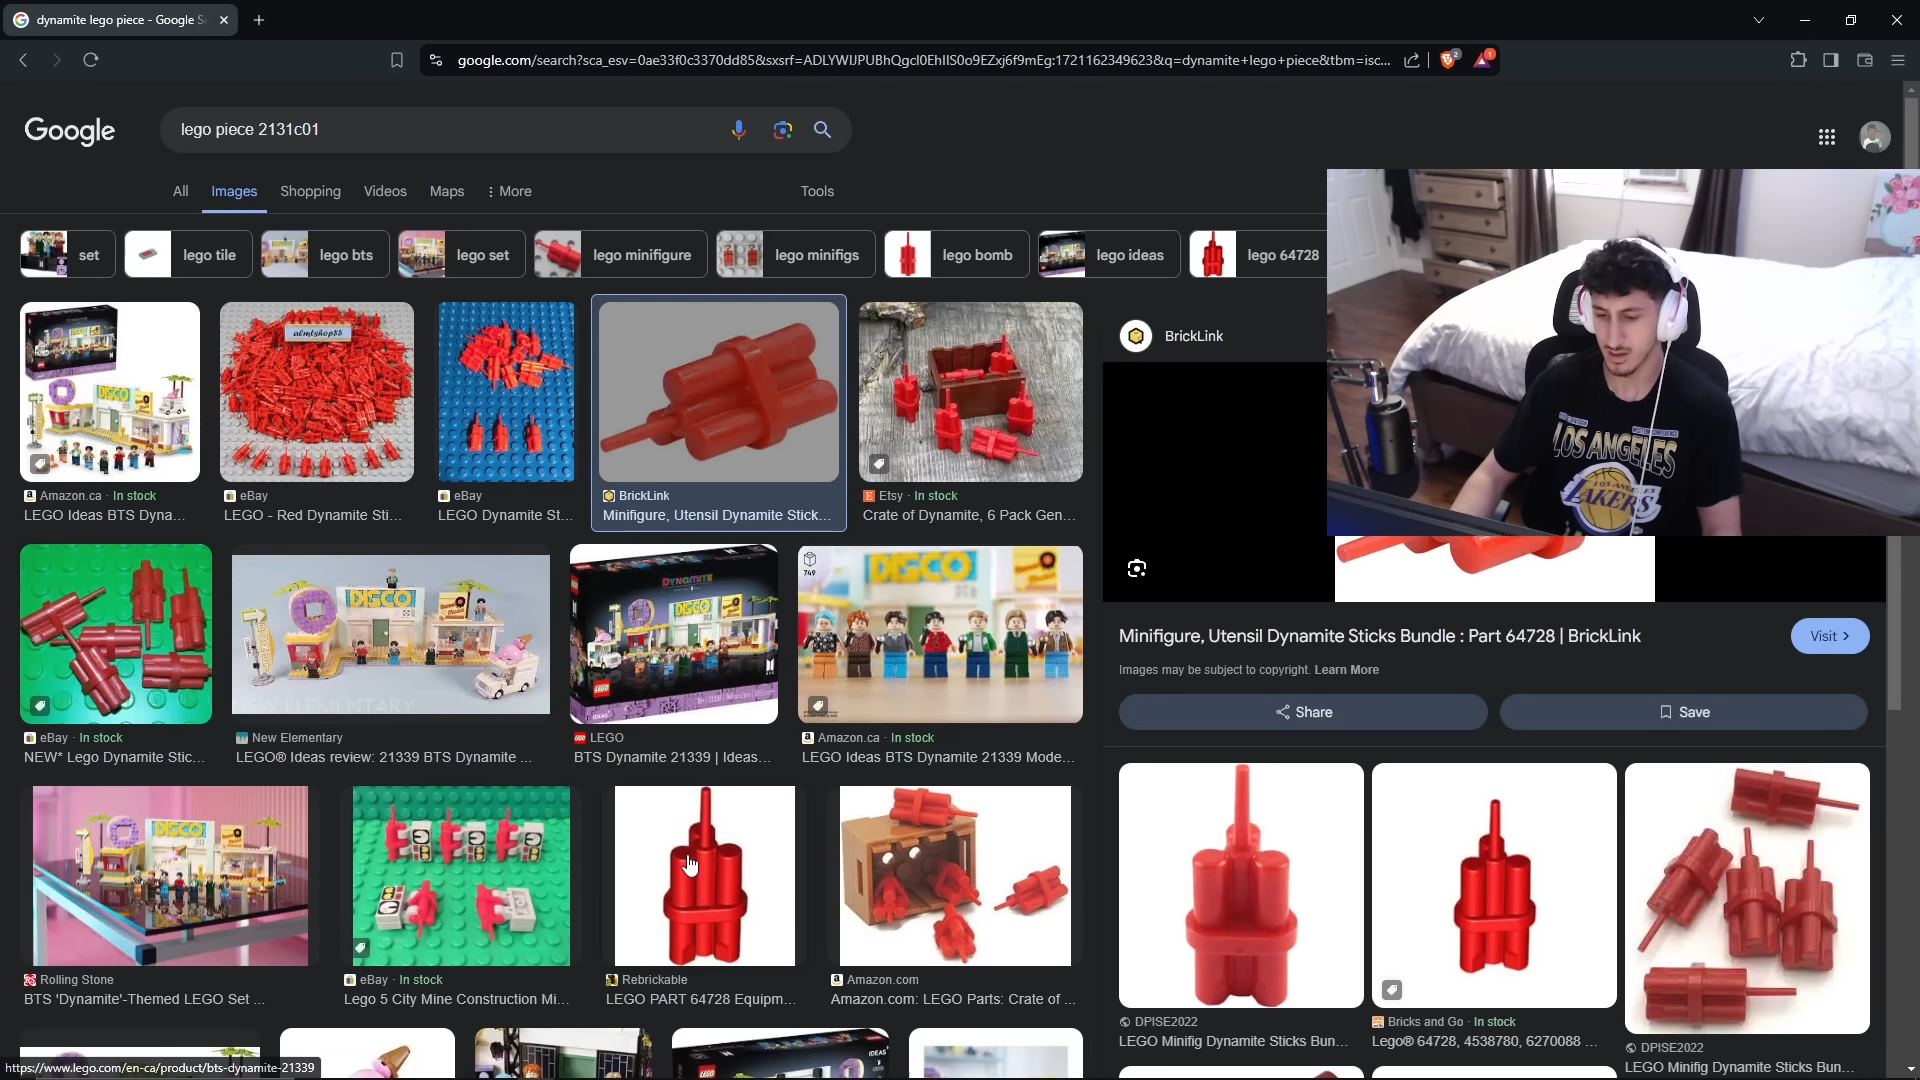 dynamite lego piece - Google S
google.com/search?sca_esv=0ae33f0c3370dd85&sxsrf=ADLYWIJPUBhQgcl0EhIIS0o9EZxj6f9mEg:1721162349623&q=dynamite+lego+piece&tbm=isc...
2
1
Google
lego piece 2131c01
All Images Shopping Videos Maps More Tools
set
lego tile
lego bts
lego set
lego minifigure
lego minifigs
lego bomb
lego ideas
lego 64728
BrickLink
Amazon.ca · In stock
LEGO Ideas BTS Dyna...
eBay
LEGO - Red Dynamite Sti...
eBay
LEGO Dynamite St...
BrickLink
Minifigure, Utensil Dynamite Stick...
Etsy · In stock
Crate of Dynamite, 6 Pack Gen...
LOS ANGELES
LAKERS
eBay · In stock
NEW* Lego Dynamite Stic...
New Elementary
LEGO® Ideas review: 21339 BTS Dynamite ...
LEGO
BTS Dynamite 21339 | Ideas...
Amazon.ca · In stock
LEGO Ideas BTS Dynamite 21339 Mode...
Minifigure, Utensil Dynamite Sticks Bundle : Part 64728 | BrickLink
Visit >
Images may be subject to copyright. Learn More
Share
Save
Rolling Stone
BTS 'Dynamite'-Themed LEGO Set ...
eBay · In stock
Lego 5 City Mine Construction Mi...
Rebrickable
LEGO PART 64728 Equipm...
Amazon.com
Amazon.com: LEGO Parts: Crate of ...
DPISE2022
LEGO Minifig Dynamite Sticks Bun...
Bricks and Go · In stock
Lego® 64728, 4538780, 6270088 ...
DPISE2022
LEGO Minifig Dynamite Sticks Bun...
https://www.lego.com/en-ca/product/bts-dynamite-21339